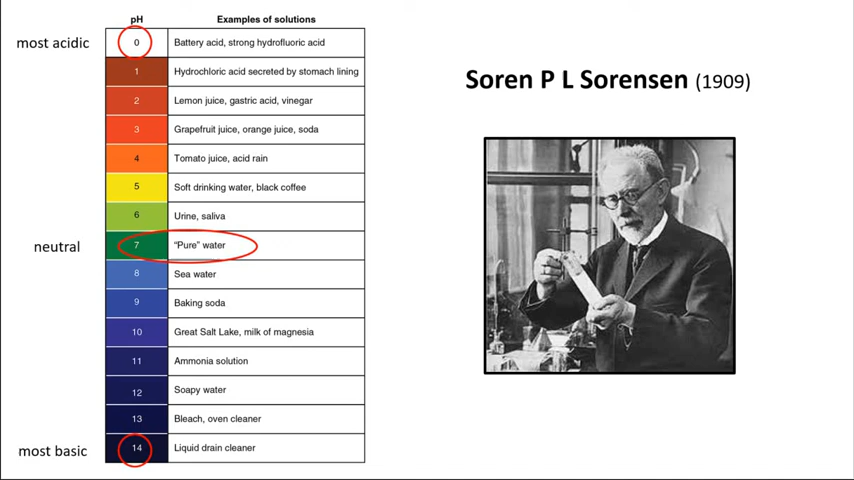 pH Examples of solutions
most acidic 0 Battery acid, strong hydrofluoric acid
1 Hydrochloric acid secreted by stomach lining
2 Lemon juice, gastric acid, vinegar
3 Grapefruit juice, orange juice, soda
4 Tomato juice, acid rain
5 Soft drinking water, black coffee
6 Urine, saliva
neutral 7 “Pure” water
8 Sea water
9 Baking soda
10 Great Salt Lake, milk of magnesia
11 Ammonia solution
12 Soapy water
13 Bleach, oven cleaner
most basic 14 Liquid drain cleaner
Soren P L Sorensen (1909)